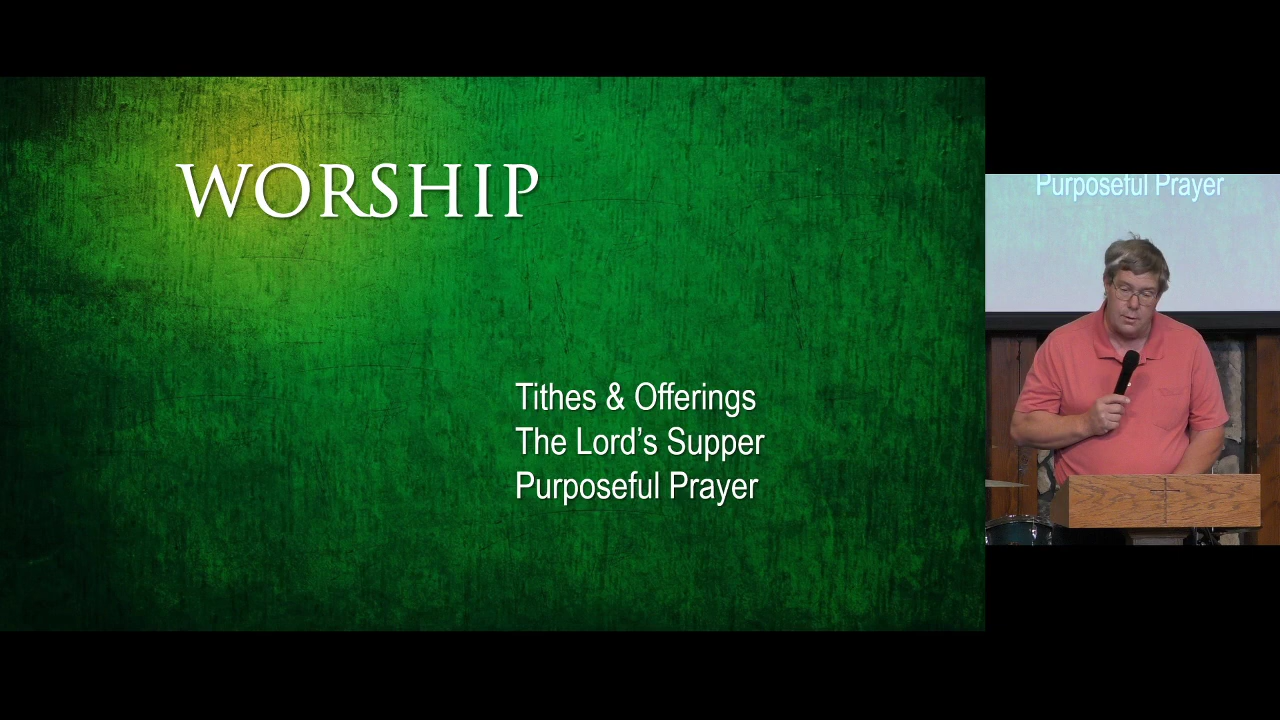 WORSHIP
Tithes & Offerings
The Lord’s Supper
Purposeful Prayer
Purposeful Prayer